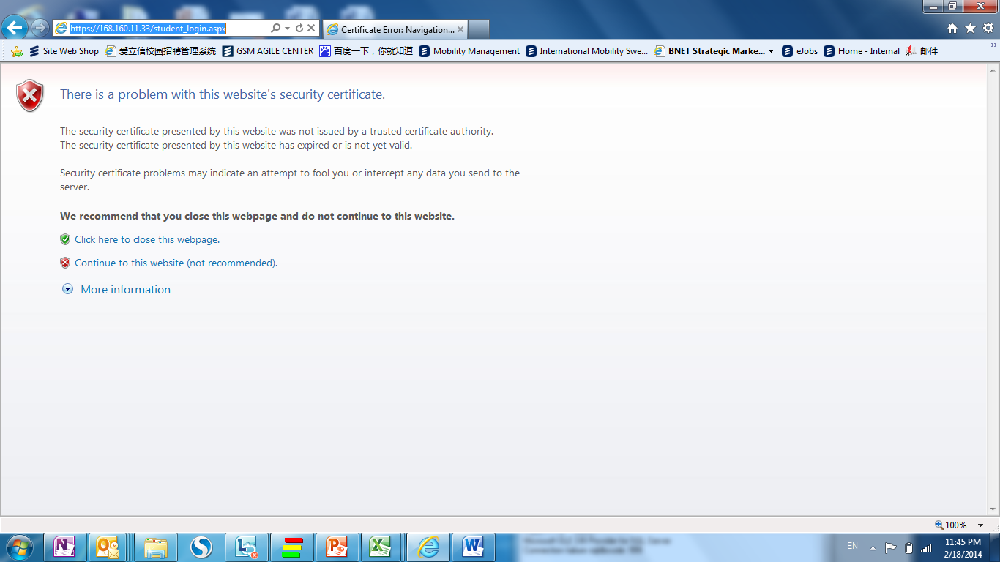 https://168.160.11.33/student_login.aspx
Certificate Error: Navigation...
Site Web Shop
爱立信校园招聘管理系统
GSM AGILE CENTER
百度一下，你就知道
Mobility Management
International Mobility Swe...
BNET Strategic Marke...
eJobs
Home - Internal
邮件
There is a problem with this website's security certificate.
The security certificate presented by this website was not issued by a trusted certificate authority.
The security certificate presented by this website has expired or is not yet valid.
Security certificate problems may indicate an attempt to fool you or intercept any data you send to the
server.
We recommend that you close this webpage and do not continue to this website.
Click here to close this webpage.
Continue to this website (not recommended).
More information
100%
EN
11:45 PM
2/18/2014